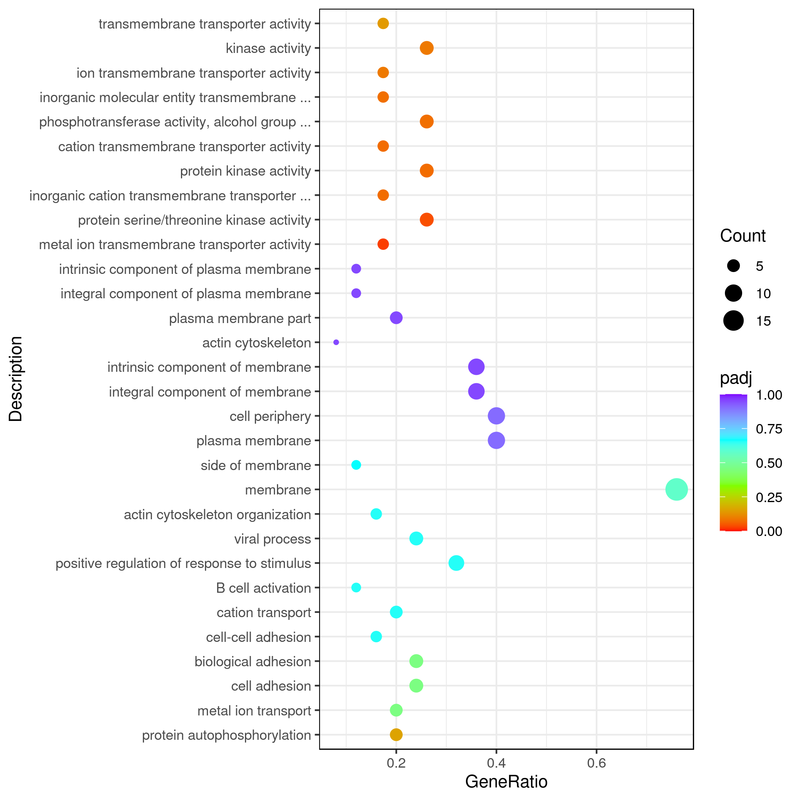 transmembrane transporter activity
kinase activity
ion transmembrane transporter activity
inorganic molecular entity transmembrane ...
phosphotransferase activity, alcohol group ...
cation transmembrane transporter activity
protein kinase activity
inorganic cation transmembrane transporter ...
protein serine/threonine kinase activity
metal ion transmembrane transporter activity
intrinsic component of plasma membrane
integral component of plasma membrane
plasma membrane part
actin cytoskeleton
intrinsic component of membrane
integral component of membrane
cell periphery
plasma membrane
side of membrane
membrane
actin cytoskeleton organization
viral process
positive regulation of response to stimulus
B cell activation
cation transport
cell-cell adhesion
biological adhesion
cell adhesion
metal ion transport
protein autophosphorylation
Description
0.2 0.4 0.6
GeneRatio
Count
5
10
15
padj
1.00
0.75
0.50
0.25
0.00